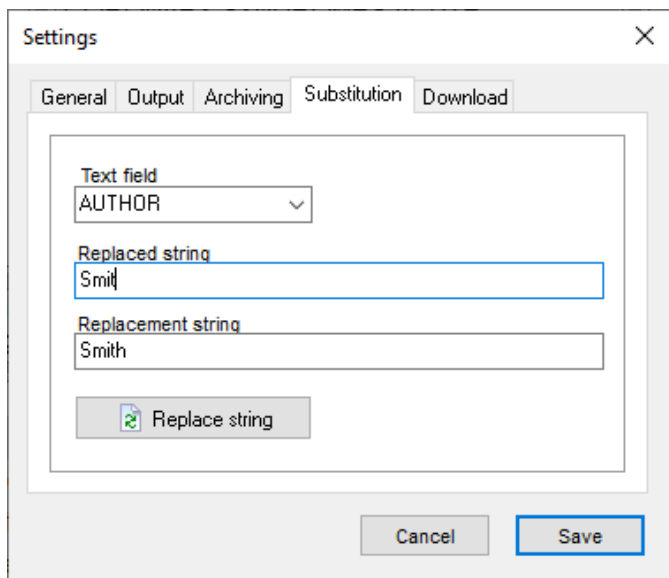 Settings
General Output Archiving Substitution Download
Text field
AUTHOR
Replaced string
Smit
Replacement string
Smith
Replace string
Cancel Save